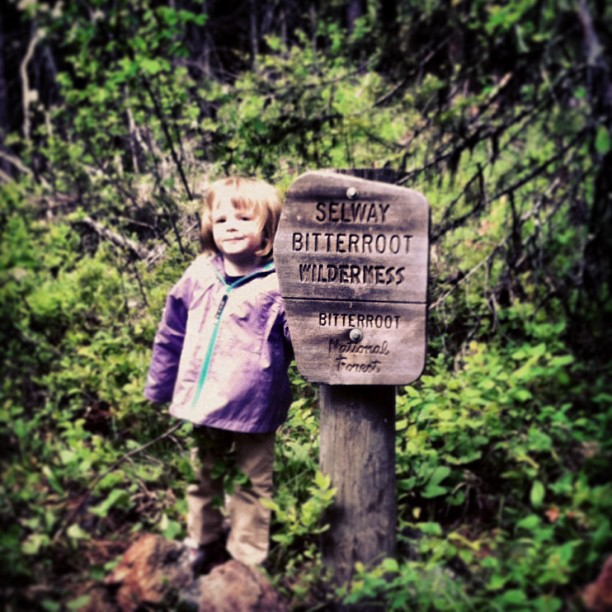 SELWAY
BITTERROOT
WILDERNESS
BITTERROOT
National
Forest